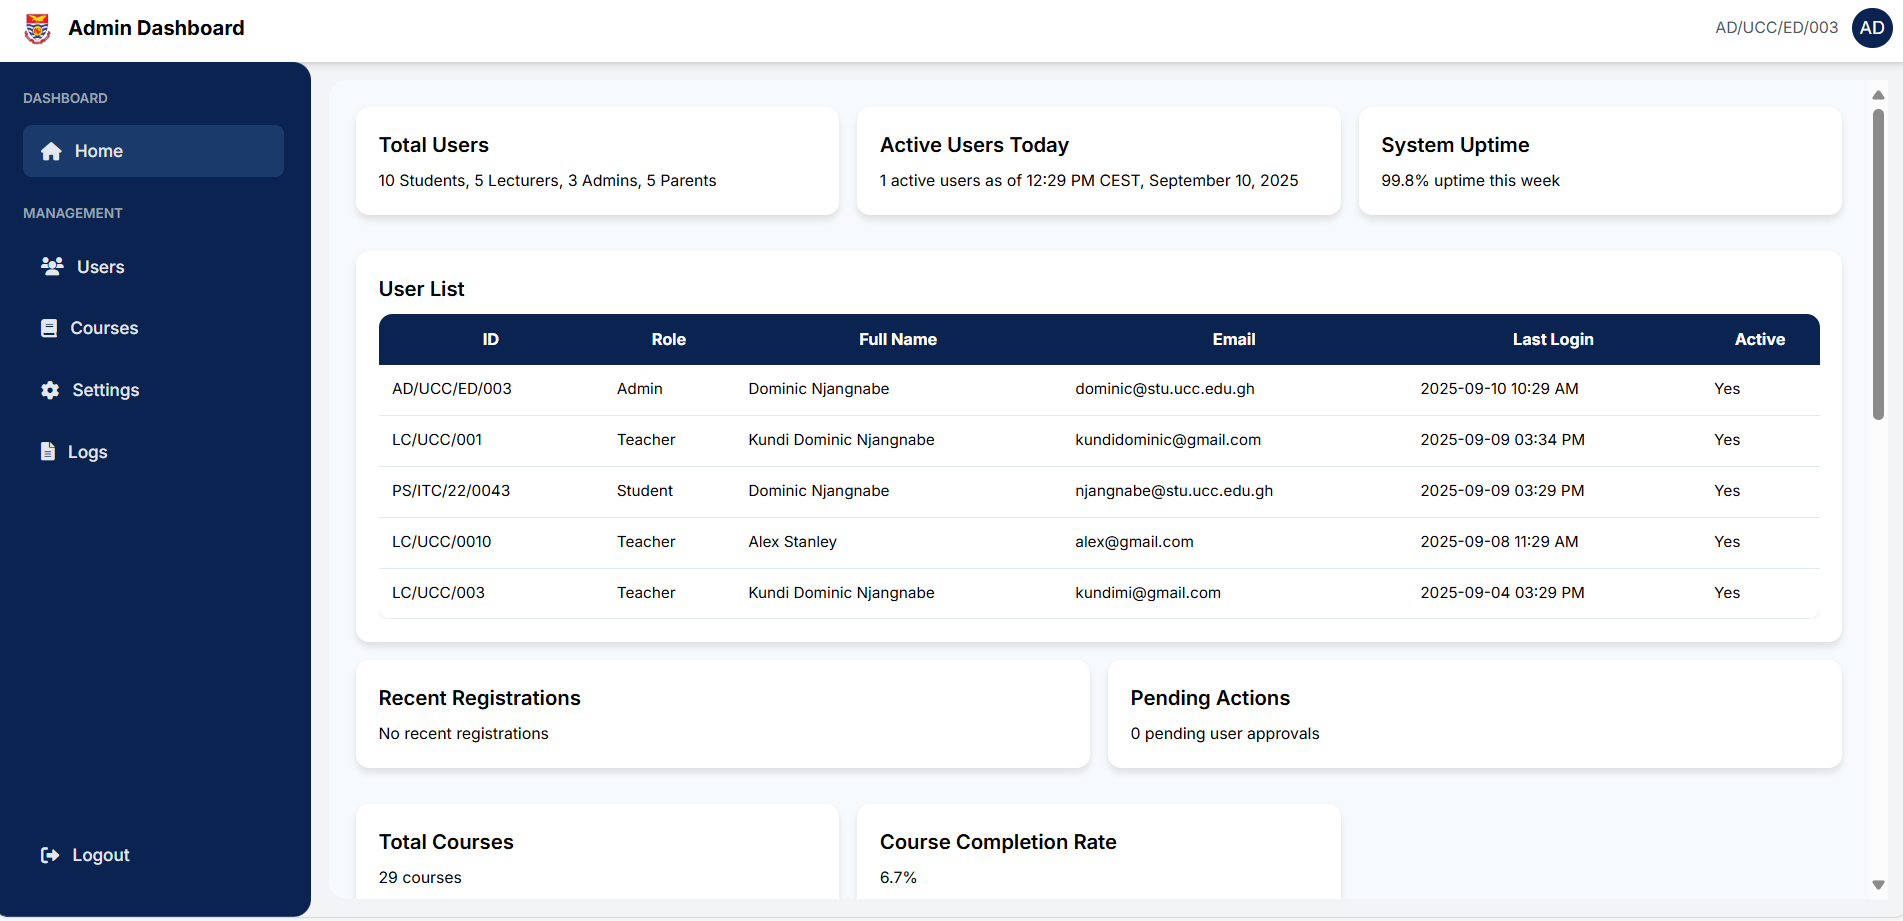 Admin Dashboard
AD/UCC/ED/003
AD
DASHBOARD
Home
MANAGEMENT
Users
Courses
Settings
Logs
Logout
Total Users
10 Students, 5 Lecturers, 3 Admins, 5 Parents
Active Users Today
1 active users as of 12:29 PM CEST, September 10, 2025
System Uptime
99.8% uptime this week
User List
ID Role Full Name Email Last Login Active
AD/UCC/ED/003 Admin Dominic Njangnabe dominic@stu.ucc.edu.gh 2025-09-10 10:29 AM Yes
LC/UCC/001 Teacher Kundi Dominic Njangnabe kundidominic@gmail.com 2025-09-09 03:34 PM Yes
PS/ITC/22/0043 Student Dominic Njangnabe njangnabe@stu.ucc.edu.gh 2025-09-09 03:29 PM Yes
LC/UCC/0010 Teacher Alex Stanley alex@gmail.com 2025-09-08 11:29 AM Yes
LC/UCC/003 Teacher Kundi Dominic Njangnabe kundimi@gmail.com 2025-09-04 03:29 PM Yes
Recent Registrations
No recent registrations
Pending Actions
0 pending user approvals
Total Courses
29 courses
Course Completion Rate
6.7%